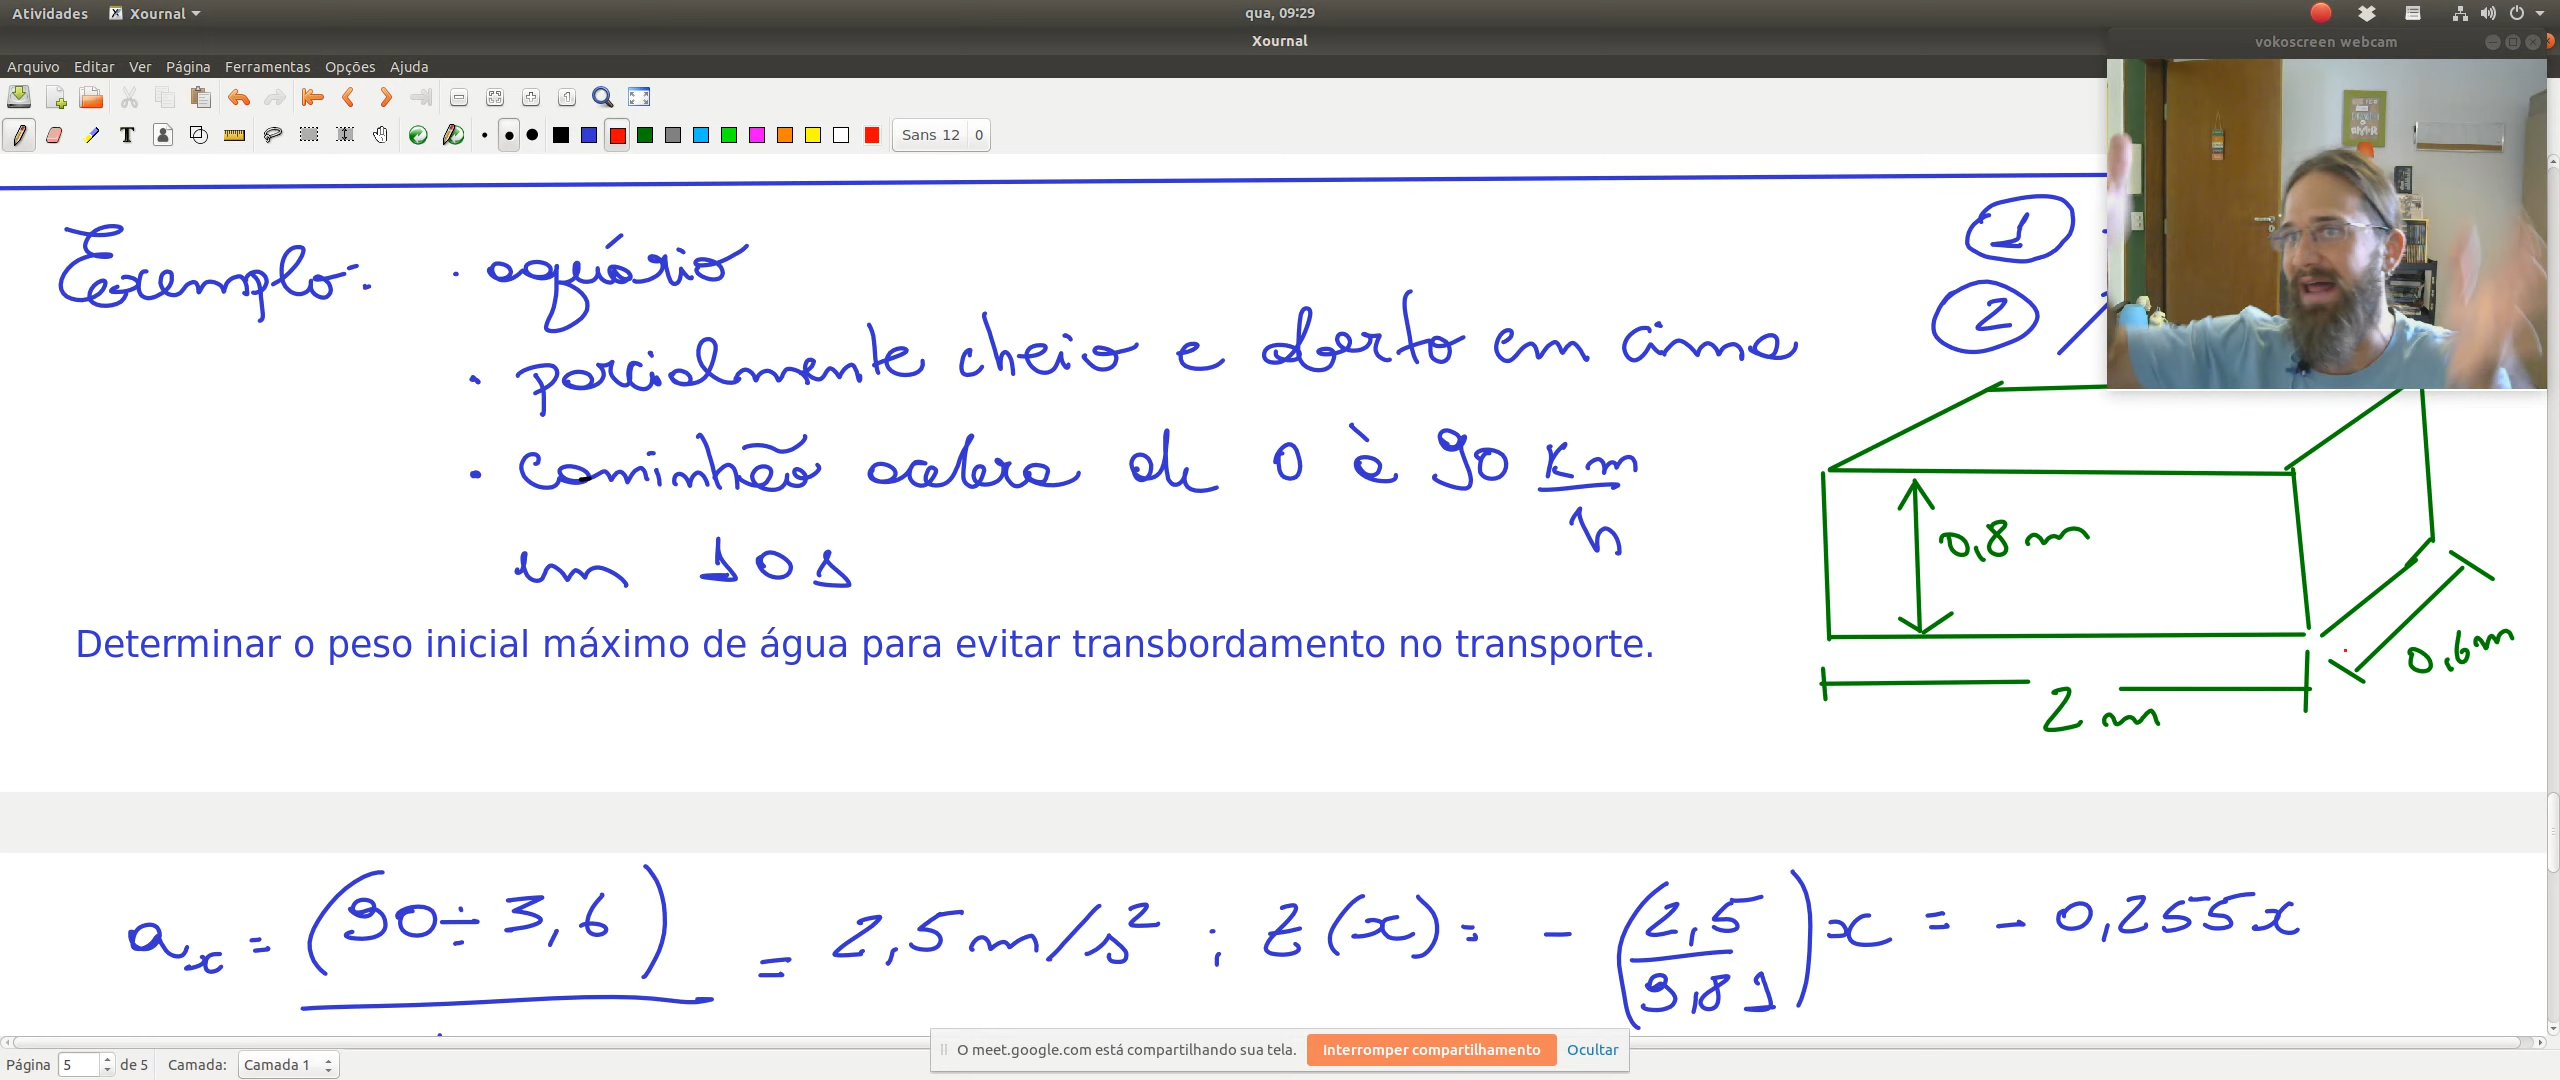 Atividades Xournal qua, 09:29
Xournal
vokoscreen webcam
Arquivo Editar Ver Página Ferramentas Opções Ajuda
Sans 12 0
Exemplo: · aquário
· parcialmente cheio e aberto em cima
· caminhão acelera de 0 à 90 km/h
em 10s
1
2
0,8 m
0,6m
2 m
Determinar o peso inicial máximo de água para evitar transbordamento no transporte.
a_x = (90 ÷ 3,6) = 2,5 m/s² ; z(x) = - (2,5/9,81) x = - 0,255x
O meet.google.com está compartilhando sua tela. Interromper compartilhamento Ocultar
Página 5 de 5 Camada: Camada 1